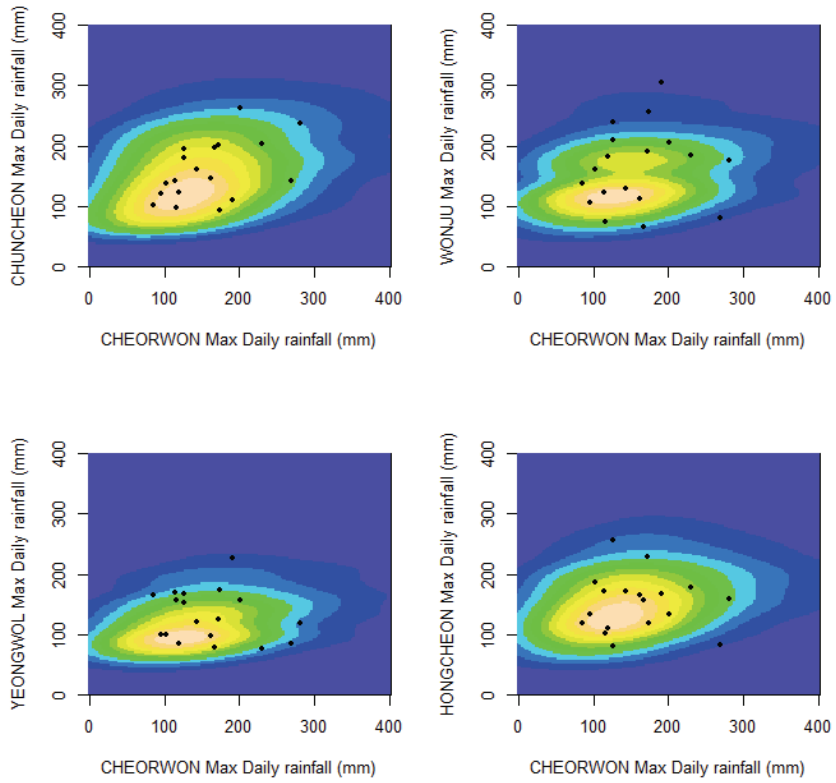 CHUNCHEON Max Daily rainfall (mm)
400
300
200
100
0
0 100 200 300 400
CHEORWON Max Daily rainfall (mm)
WONJU Max Daily rainfall (mm)
400
300
200
100
0
0 100 200 300 400
CHEORWON Max Daily rainfall (mm)
YEONGWOL Max Daily rainfall (mm)
400
300
200
100
0
0 100 200 300 400
CHEORWON Max Daily rainfall (mm)
HONGCHEON Max Daily rainfall (mm)
400
300
200
100
0
0 100 200 300 400
CHEORWON Max Daily rainfall (mm)